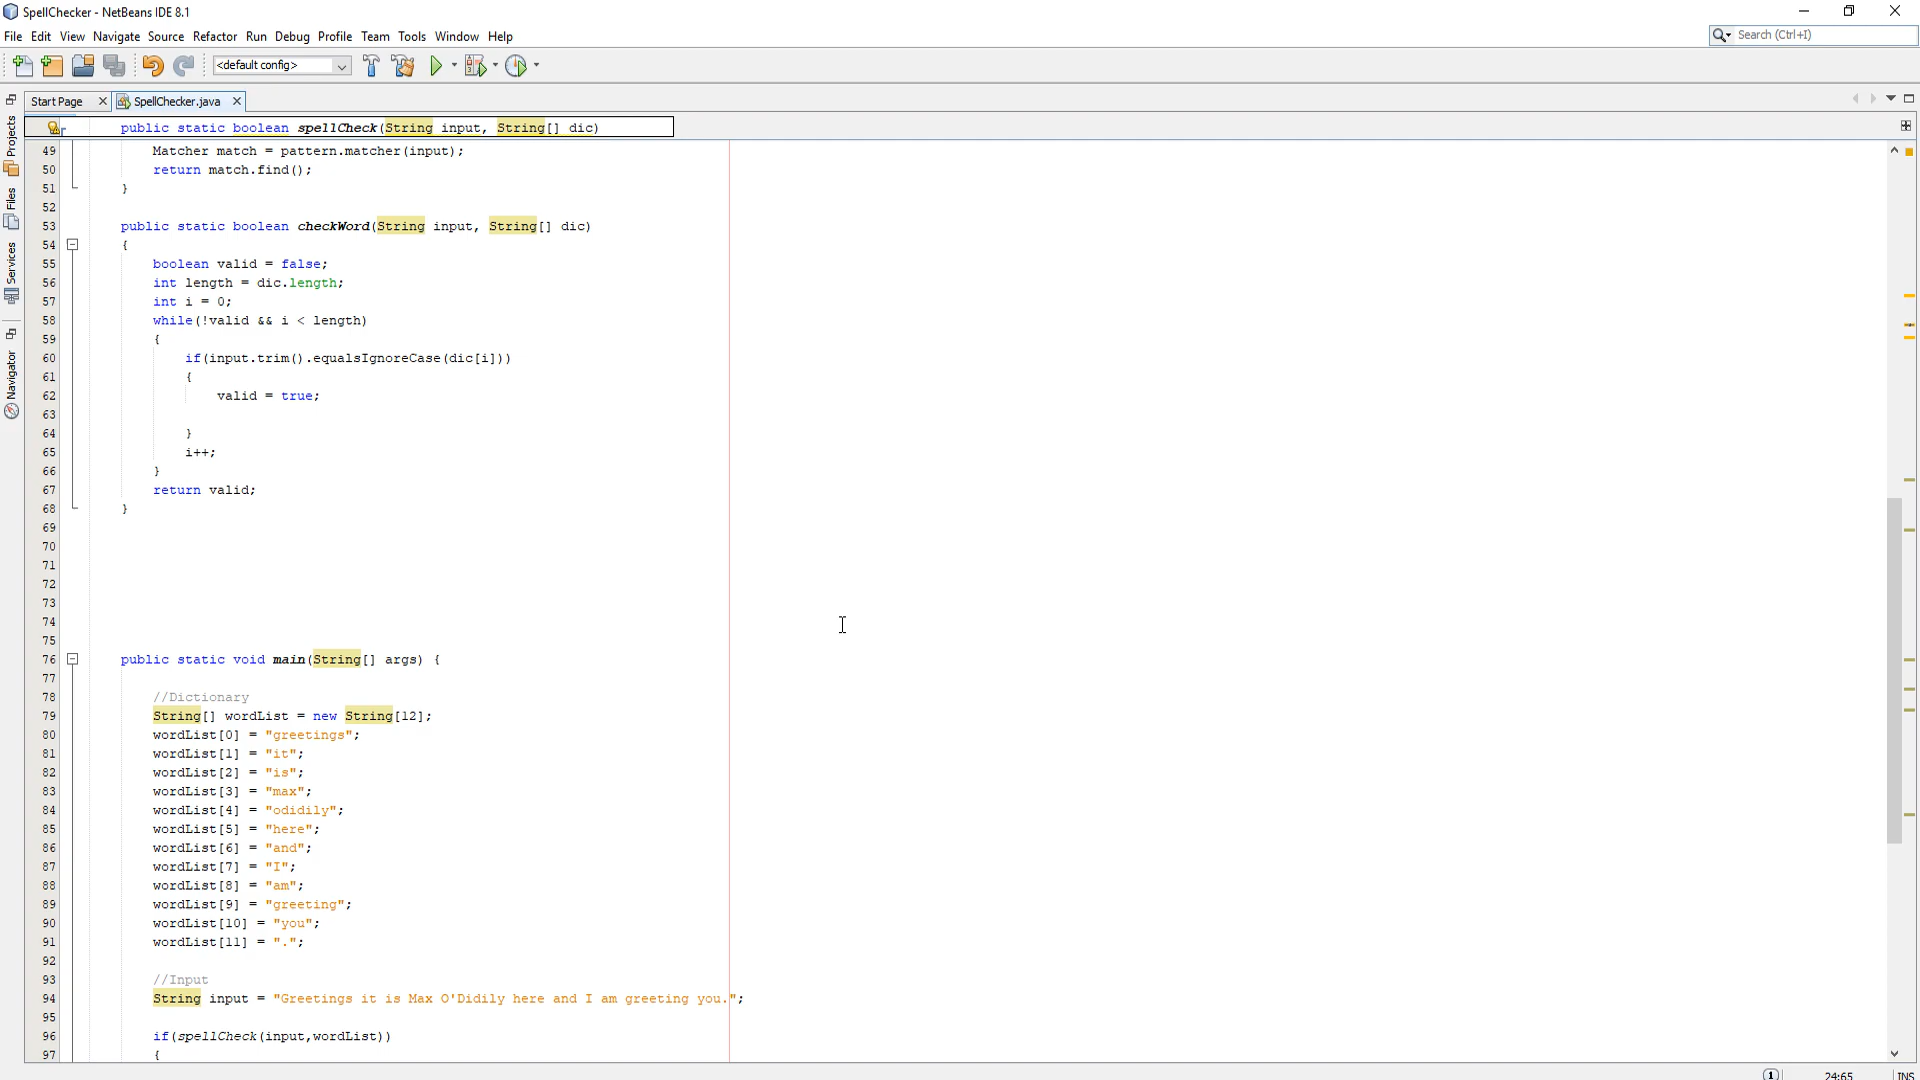 SpellChecker - NetBeans IDE 8.1
File Edit View Navigate Source Refactor Run Debug Profile Team Tools Window Help
Search (Ctrl+I)
<default config>
Start Page
SpellChecker.java
Projects
Files
Services
Navigator
public static boolean spellCheck(String input, String[] dic)
49 Matcher match = pattern.matcher(input);
50 return match.find();
51 }
52
53 public static boolean checkWord(String input, String[] dic)
54 {
55 boolean valid = false;
56 int length = dic.length;
57 int i = 0;
58 while(!valid && i < length)
59 {
60 if(input.trim().equalsIgnoreCase(dic[i]))
61 {
62 valid = true;
63
64 }
65 i++;
66 }
67 return valid;
68 }
69
70
71
72
73
74
75
76 public static void main(String[] args) {
77
78 //Dictionary
79 String[] wordList = new String[12];
80 wordList[0] = "greetings";
81 wordList[1] = "it";
82 wordList[2] = "is";
83 wordList[3] = "max";
84 wordList[4] = "odidily";
85 wordList[5] = "here";
86 wordList[6] = "and";
87 wordList[7] = "I";
88 wordList[8] = "am";
89 wordList[9] = "greeting";
90 wordList[10] = "you";
91 wordList[11] = ".";
92
93 //Input
94 String input = "Greetings it is Max O'Didily here and I am greeting you.";
95
96 if(spellCheck(input,wordList))
97 {
1 24:65 INS